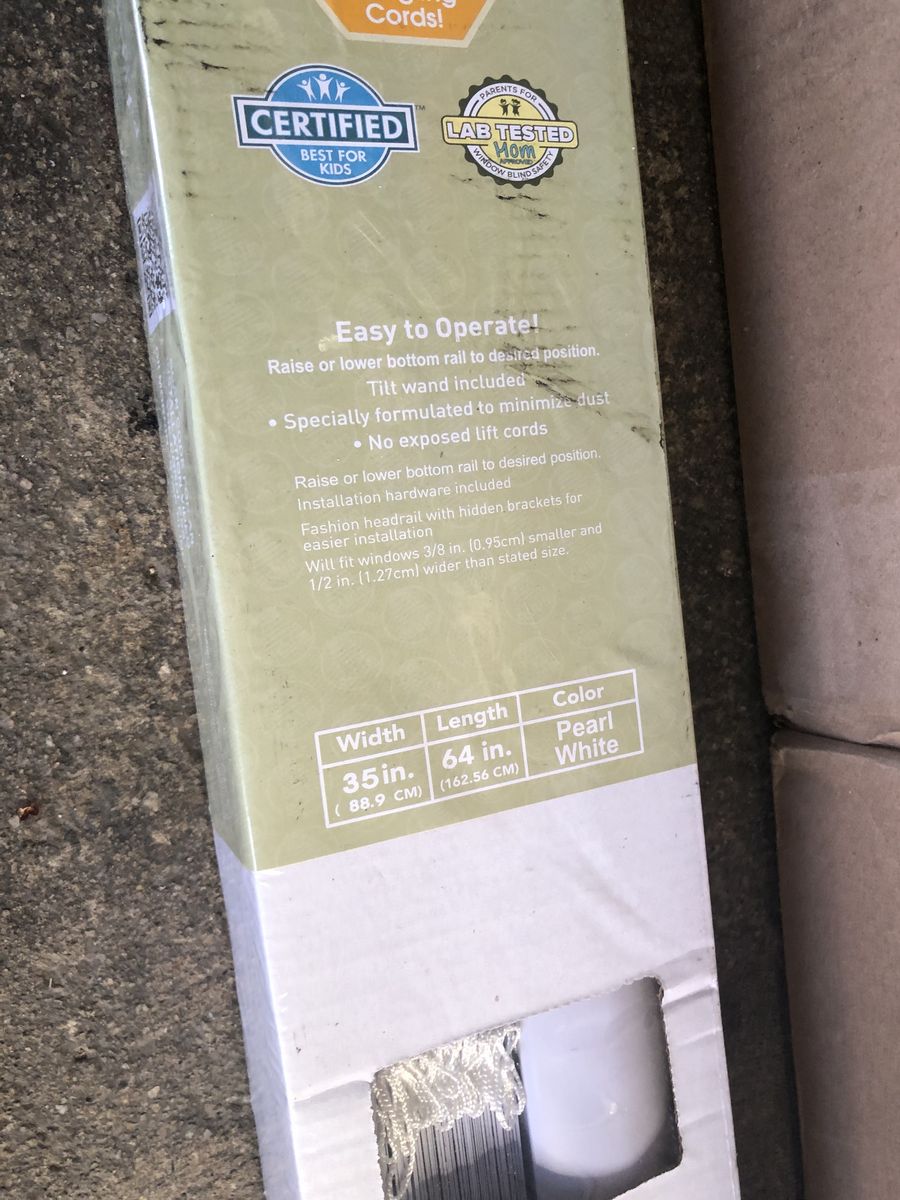 Cords!
CERTIFIED™
BEST FOR
KIDS
PARENTS FOR
LAB TESTED
Mom
APPROVED
WINDOW BLIND SAFETY
Easy to Operate!
Raise or lower bottom rail to desired position.
Tilt wand included
• Specially formulated to minimize dust
• No exposed lift cords
Raise or lower bottom rail to desired position.
Installation hardware included
Fashion headrail with hidden brackets for
easier installation
Will fit windows 3/8 in. (0.95cm) smaller and
1/2 in. (1.27cm) wider than stated size.
Width Length Color
35in. 64 in. Pearl
White
( 88.9 CM) (162.56 CM)